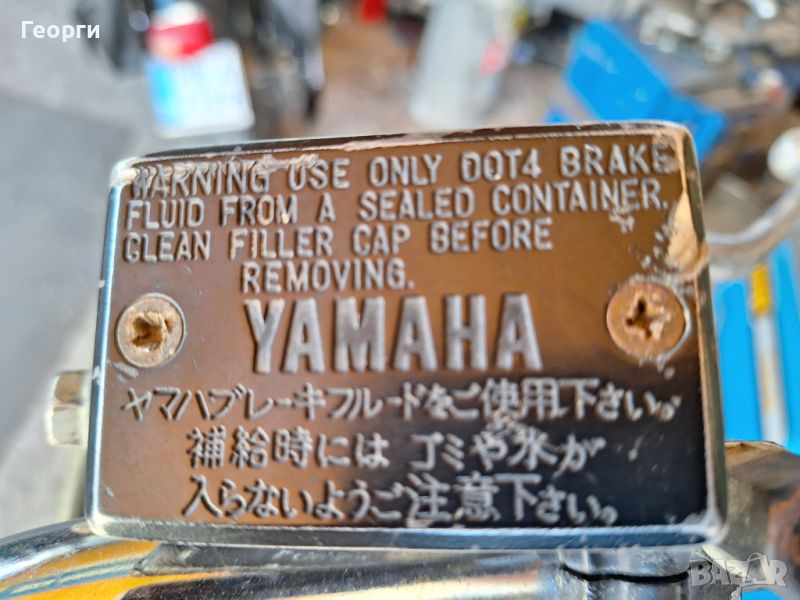 Георги
WARNING USE ONLY DOT4 BRAKE
FLUID FROM A SEALED CONTAINER.
CLEAN FILLER CAP BEFORE
REMOVING.
YAMAHA
ヤマハブレーキフルードをご使用下さい。
補給時には ゴミや水が
入らないようご注意下さい。
BAZAR